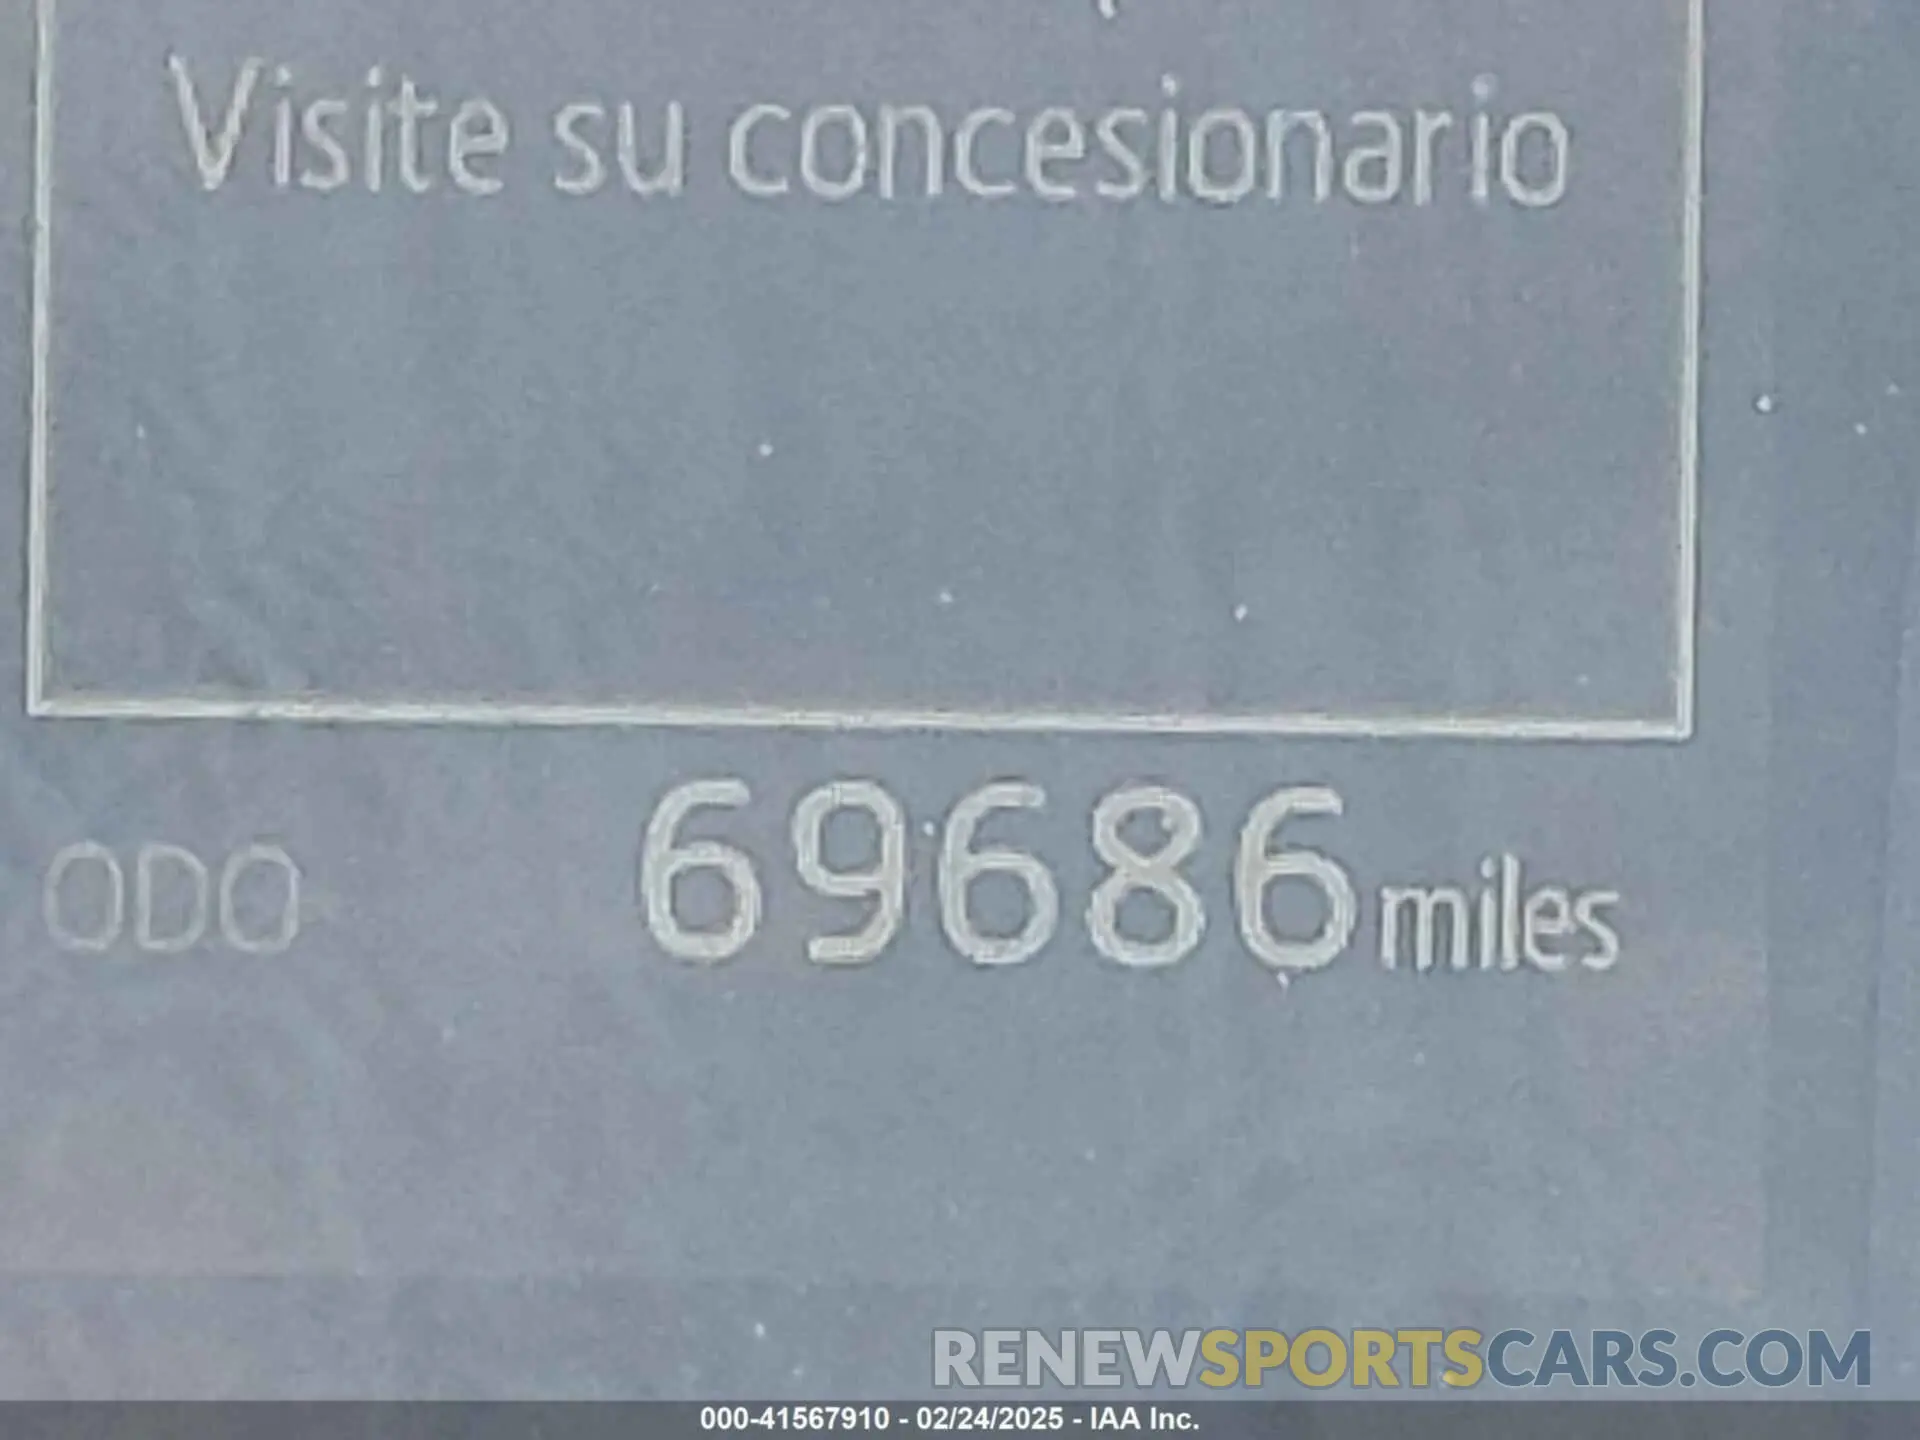 Visite su concesionario
ODO 69686 miles
RENEWSPORTSCARS.COM
000-41567910 - 02/24/2025 - IAA Inc.